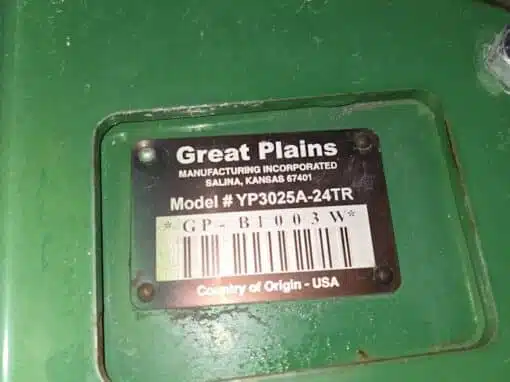 Great Plains
MANUFACTURING INCORPORATED
SALINA, KANSAS 67401
Model # YP3025A-24TR
*GP-B1003W*
Country of Origin - USA